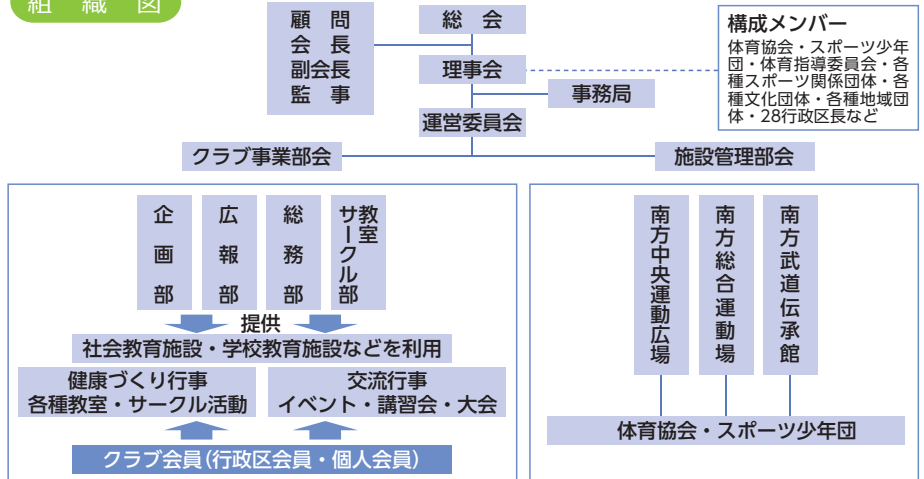 組織図
顧問
会長
副会長
監事
総会
理事会
事務局
運営委員会
構成メンバー
体育協会・スポーツ少年
団・体育指導委員会・各
種スポーツ関係団体・各
種文化団体・各種地域団
体・28行政区長など
クラブ事業部会
施設管理部会
企画部
広報部
総務部
教室
サークル部
提供
社会教育施設・学校教育施設などを利用
健康づくり行事
各種教室・サークル活動
交流行事
イベント・講習会・大会
クラブ会員(行政区会員・個人会員)
南方中央運動広場
南方総合運動場
南方武道伝承館
体育協会・スポーツ少年団